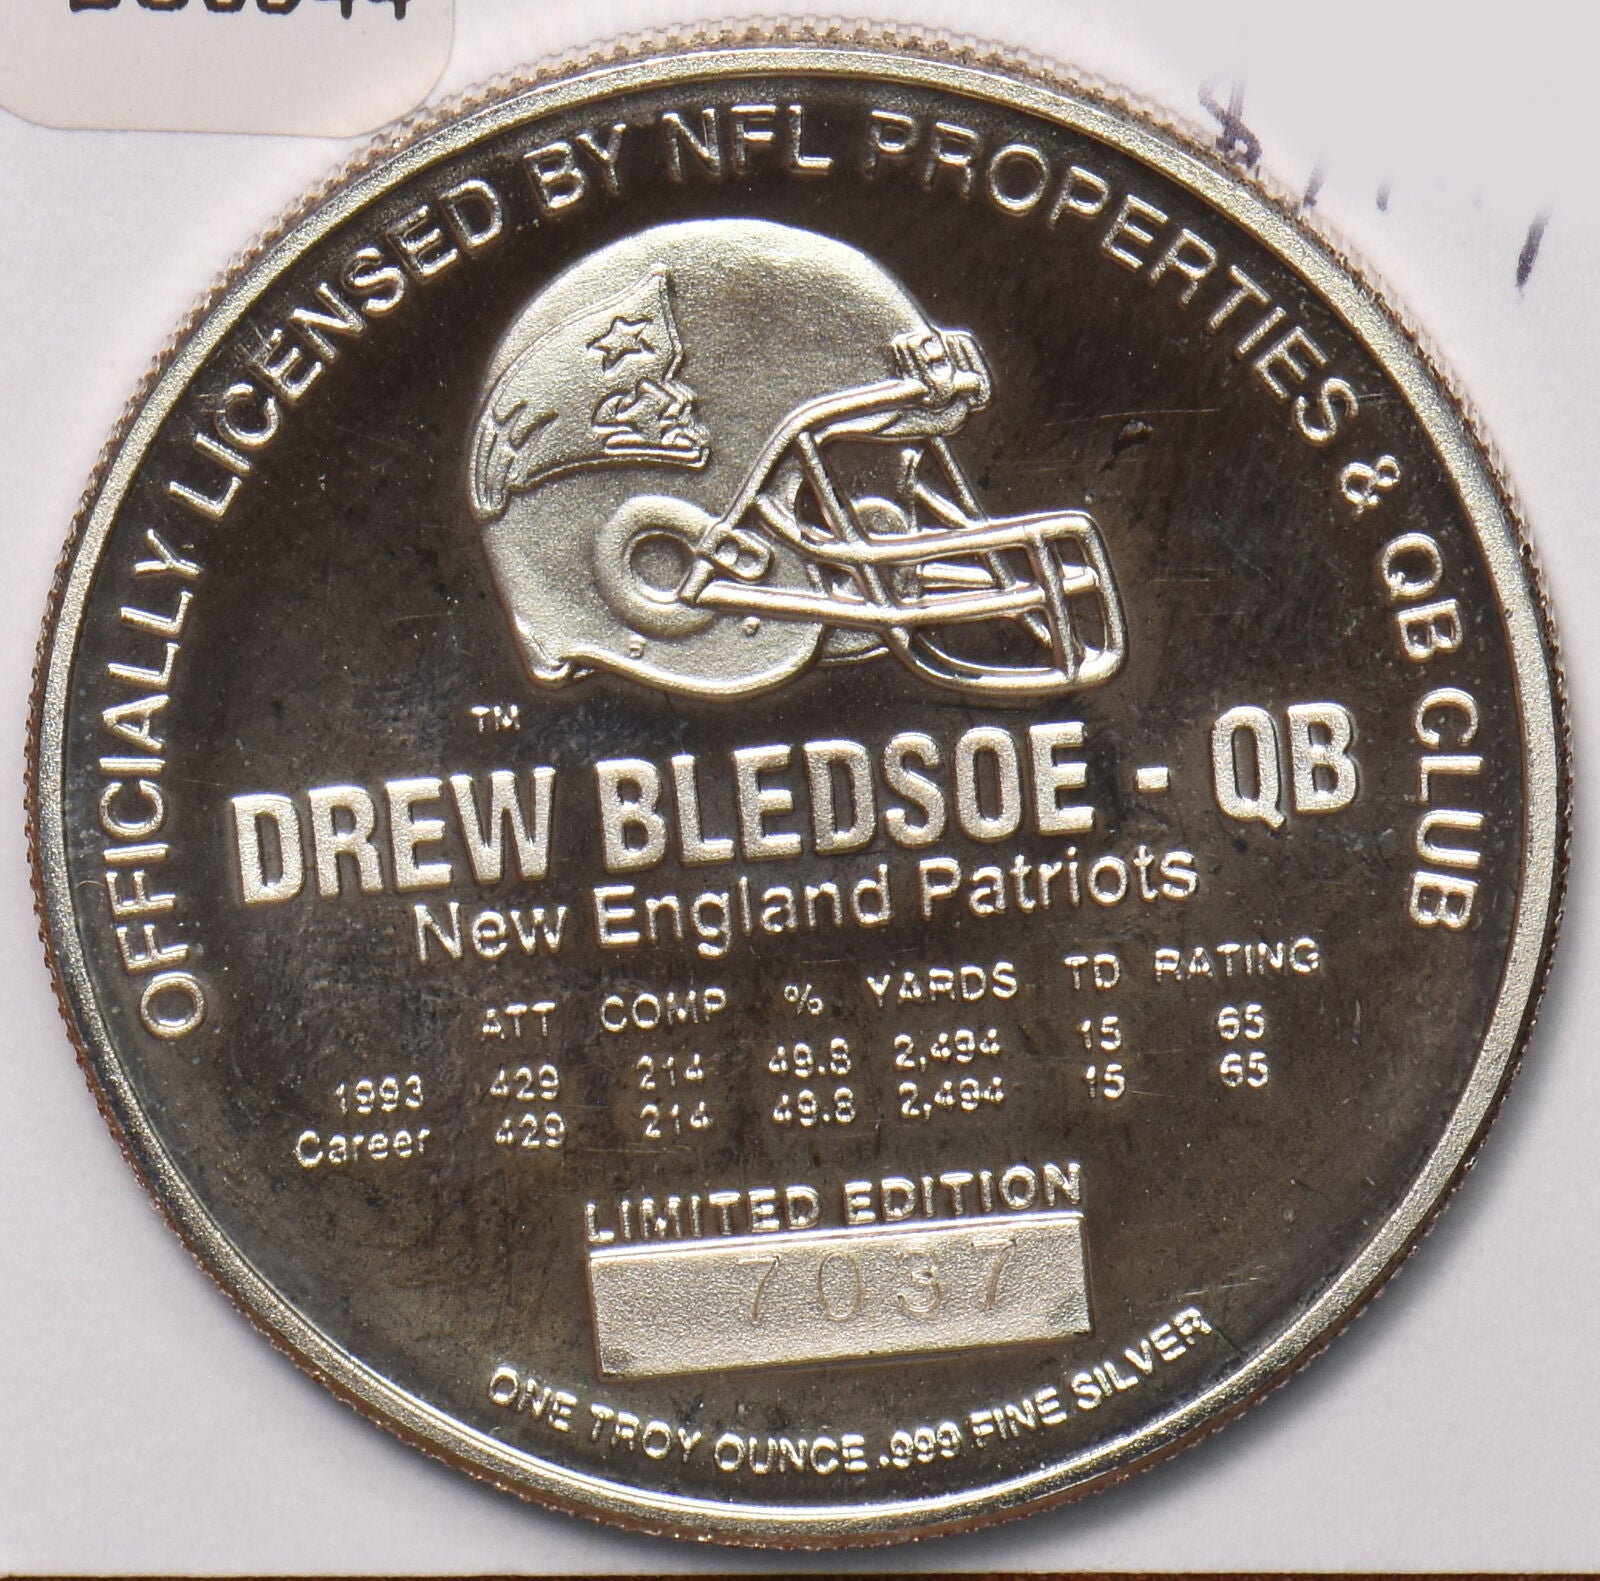 OFFICIALLY LICENSED BY NFL PROPERTIES & QB CLUB
TM
DREW BLEDSOE - QB
New England Patriots
ATT COMP % YARDS TD RATING
1993 429 214 49.8 2,494 15 65
Career 429 214 49.8 2,494 15 65
LIMITED EDITION
7037
ONE TROY OUNCE .999 FINE SILVER